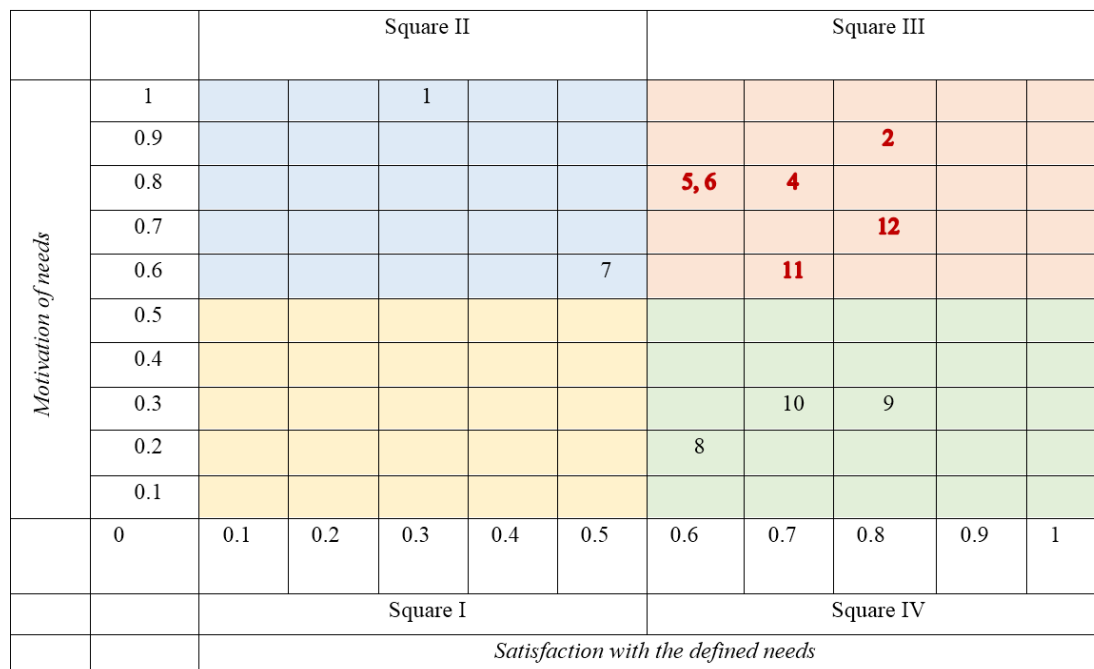 Square II Square III
1 1
0.9 2
0.8 5, 6 4
0.7 12
0.6 7 11
0.5
0.4
0.3 10 9
0.2 8
0.1
Motivation of needs
0 0.1 0.2 0.3 0.4 0.5 0.6 0.7 0.8 0.9 1
Square I Square IV
Satisfaction with the defined needs